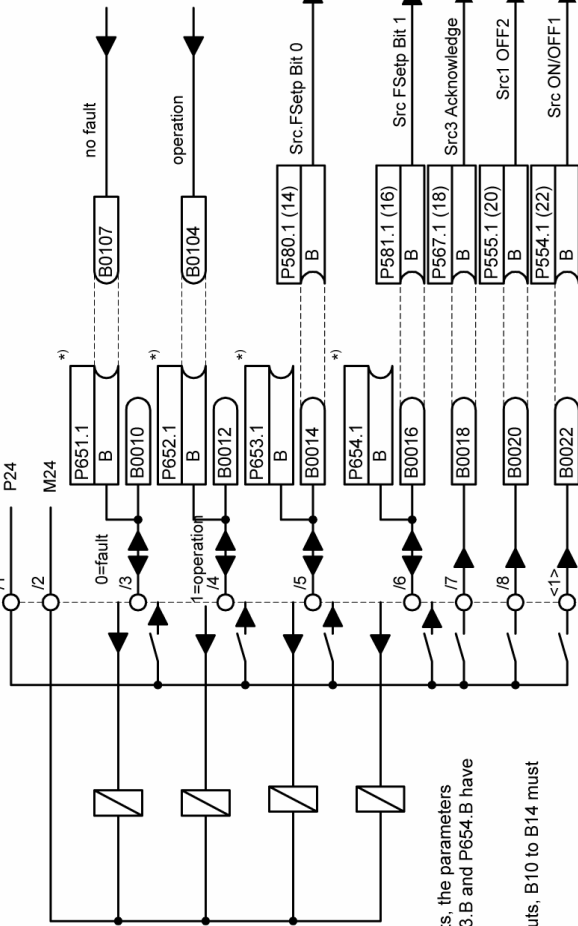 P24
M24
/2
0=fault
/3
1=operation
/4
/5
/6
/7
/8
<1>
*)
P651.1
B
B0010
*)
P652.1
B
B0012
*)
P653.1
B
B0014
*)
P654.1
B
B0016
B0018
B0020
B0022
no fault
B0107
operation
B0104
Src.FSetp Bit 0
P580.1 (14)
B
Src FSetp Bit 1
P581.1 (16)
B
Src3 Acknowledge
P567.1 (18)
B
Src1 OFF2
P555.1 (20)
B
Src ON/OFF1
P554.1 (22)
B
the parameters
and P654.B have
B10 to B14 must